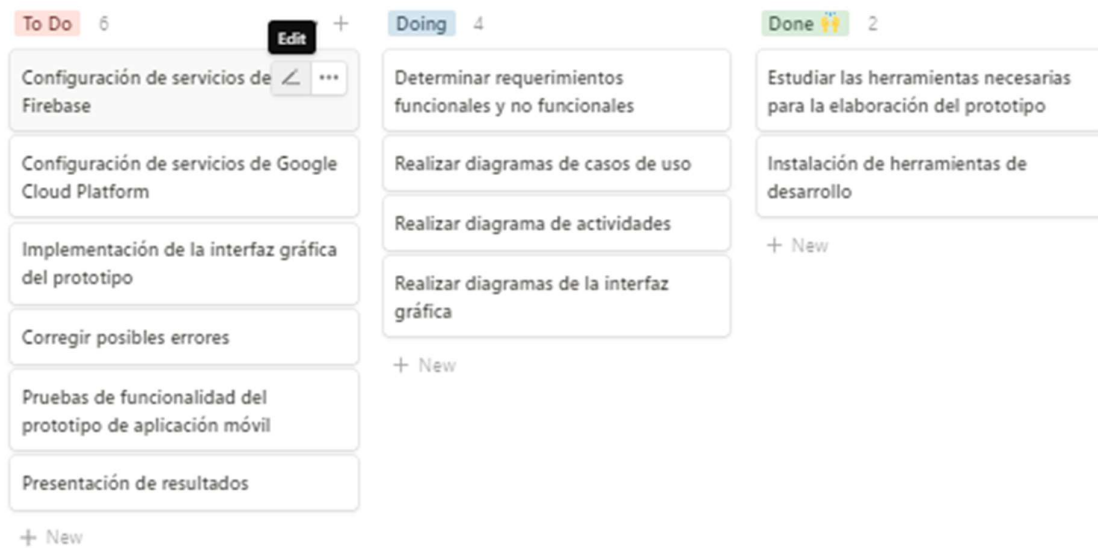 To Do 6 +
Edit
Configuración de servicios de
Firebase
Configuración de servicios de Google
Cloud Platform
Implementación de la interfaz gráfica
del prototipo
Corregir posibles errores
Pruebas de funcionalidad del
prototipo de aplicación móvil
Presentación de resultados
+ New
Doing 4
Determinar requerimientos
funcionales y no funcionales
Realizar diagramas de casos de uso
Realizar diagrama de actividades
Realizar diagramas de la interfaz
gráfica
+ New
Done 🙌 2
Estudiar las herramientas necesarias
para la elaboración del prototipo
Instalación de herramientas de
desarrollo
+ New